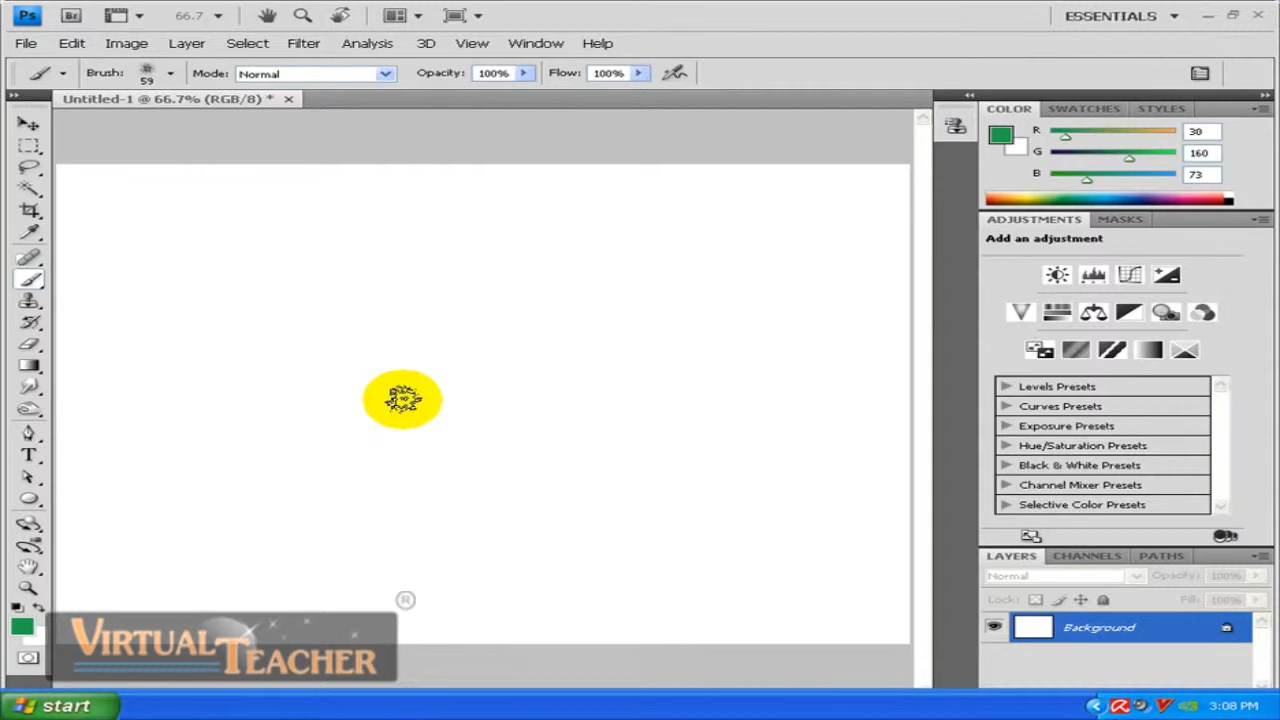 Ps Br 66.7 ESSENTIALS
File Edit Image Layer Select Filter Analysis 3D View Window Help
Brush: 59 Mode: Normal Opacity: 100% Flow: 100%
Untitled-1 @ 66.7% (RGB/8) *
COLOR SWATCHES STYLES
R 30
G 160
B 73
ADJUSTMENTS MASKS
Add an adjustment
Levels Presets
Curves Presets
Exposure Presets
Hue/Saturation Presets
Black & White Presets
Channel Mixer Presets
Selective Color Presets
LAYERS CHANNELS PATHS
Normal Opacity: 100%
Lock: Fill: 100%
Background
T
®
VIRTUAL
TEACHER
start 3:08 PM